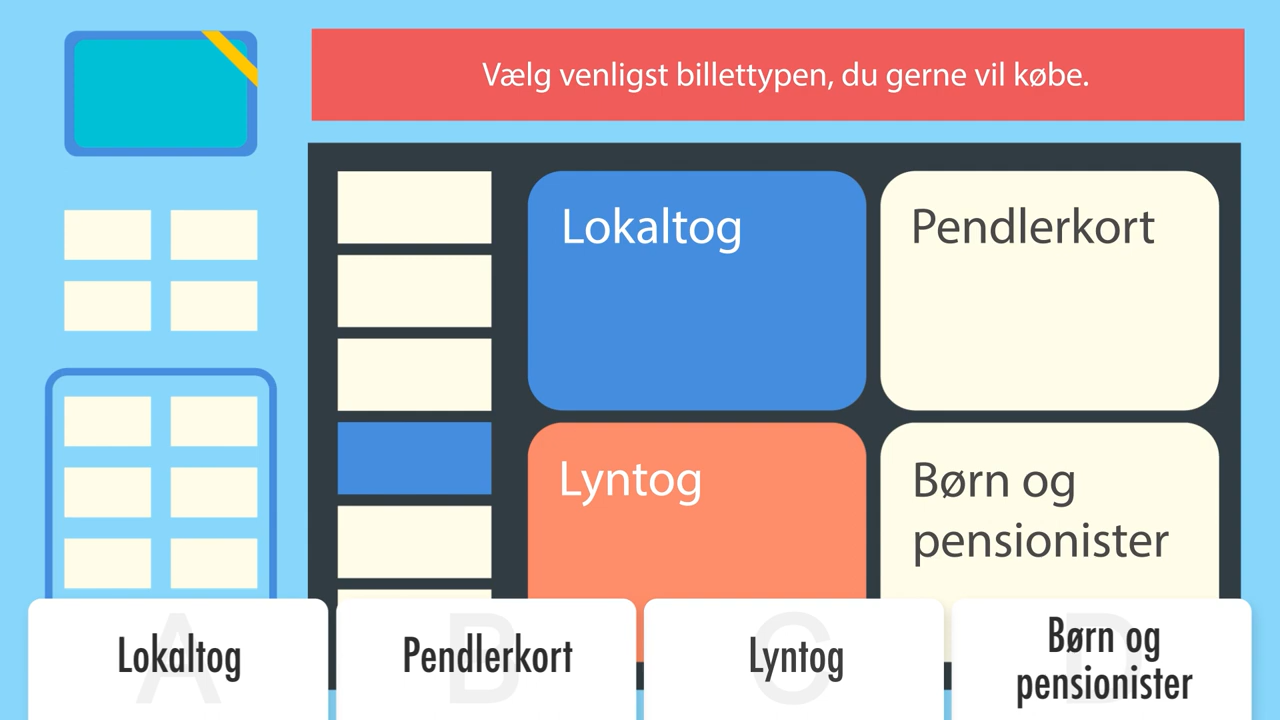 Vælg venligst billettypen, du gerne vil købe.
Lokaltog
Pendlerkort
Lyntog
Børn og
pensionister
A
Lokaltog
B
Pendlerkort
C
Lyntog
D
Børn og
pensionister